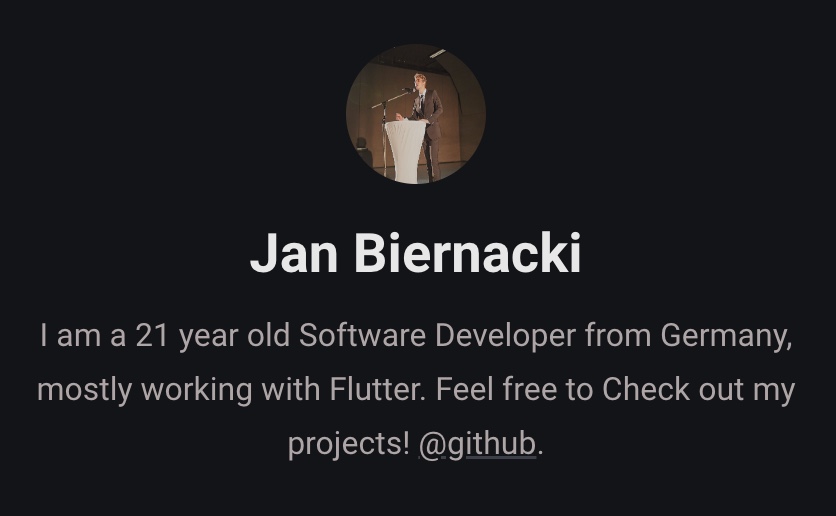 Jan Biernacki
I am a 21 year old Software Developer from Germany,
mostly working with Flutter. Feel free to Check out my
projects! @github.